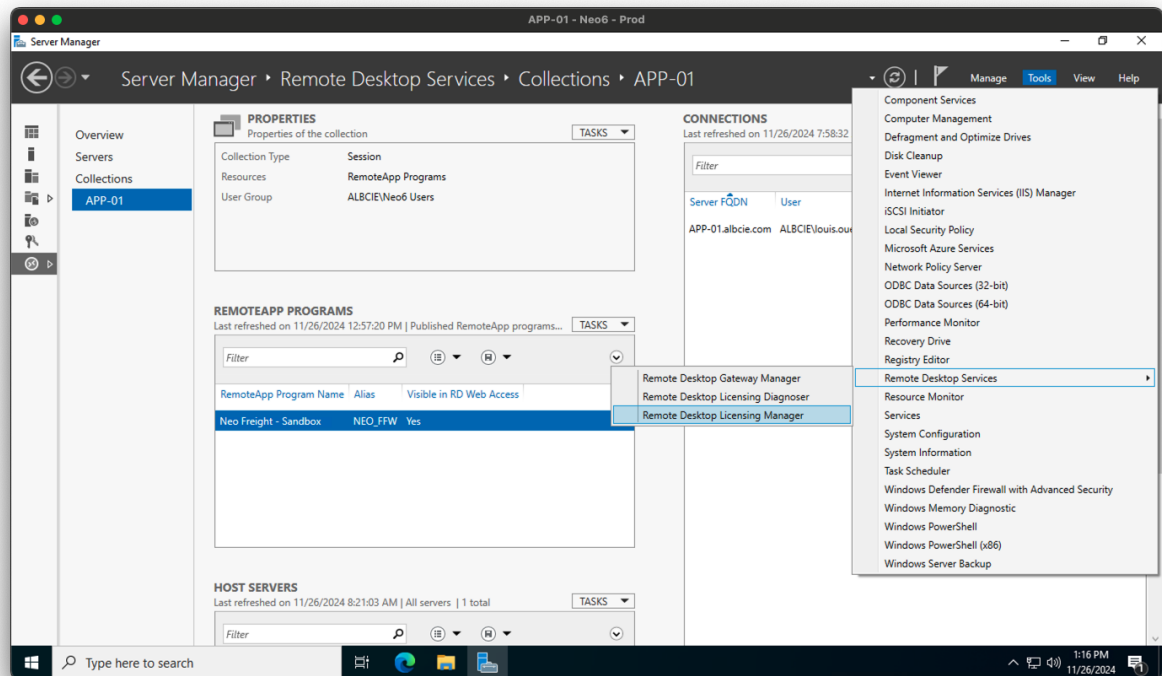 APP-01 - Neo6 - Prod
Server Manager
Server Manager ‣ Remote Desktop Services ‣ Collections ‣ APP-01
Manage Tools View Help
Overview
Servers
Collections
APP-01
PROPERTIES
Properties of the collection
TASKS
Collection Type Session
Resources RemoteApp Programs
User Group ALBCIE\Neo6 Users
REMOTEAPP PROGRAMS
Last refreshed on 11/26/2024 12:57:20 PM | Published RemoteApp programs...
TASKS
Filter
RemoteApp Program Name Alias Visible in RD Web Access
Neo Freight - Sandbox NEO_FFW Yes
HOST SERVERS
Last refreshed on 11/26/2024 8:21:03 AM | All servers | 1 total
TASKS
Filter
CONNECTIONS
Last refreshed on 11/26/2024 7:58:32
Filter
Server FQDN User
APP-01.albcie.com ALBCIE\louis.oue
Component Services
Computer Management
Defragment and Optimize Drives
Disk Cleanup
Event Viewer
Internet Information Services (IIS) Manager
iSCSI Initiator
Local Security Policy
Microsoft Azure Services
Network Policy Server
ODBC Data Sources (32-bit)
ODBC Data Sources (64-bit)
Performance Monitor
Recovery Drive
Registry Editor
Remote Desktop Services
Resource Monitor
Services
System Configuration
System Information
Task Scheduler
Windows Defender Firewall with Advanced Security
Windows Memory Diagnostic
Windows PowerShell
Windows PowerShell (x86)
Windows Server Backup
Remote Desktop Gateway Manager
Remote Desktop Licensing Diagnoser
Remote Desktop Licensing Manager
Type here to search
1:16 PM
11/26/2024
1